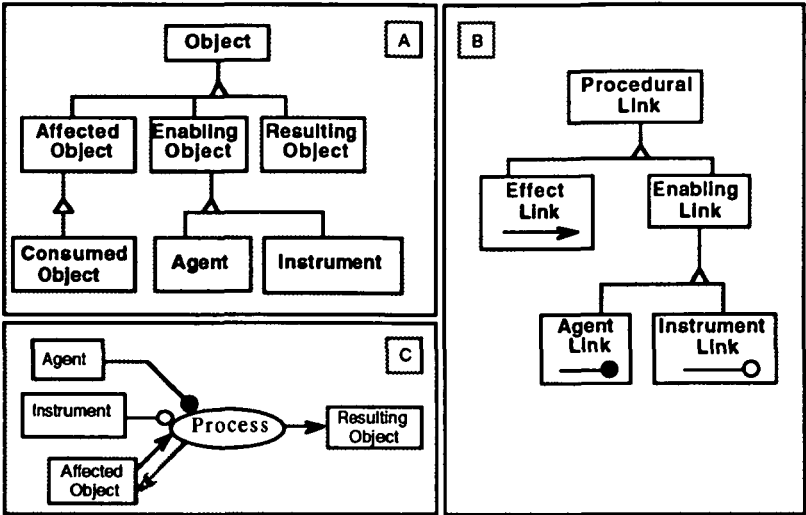 A
Object
Affected
Object
Enabling
Object
Resulting
Object
Consumed
Object
Agent
Instrument
B
Procedural
Link
Effect
Link
Enabling
Link
Agent
Link
Instrument
Link
C
Agent
Instrument
Affected
Object
Process
Resulting
Object